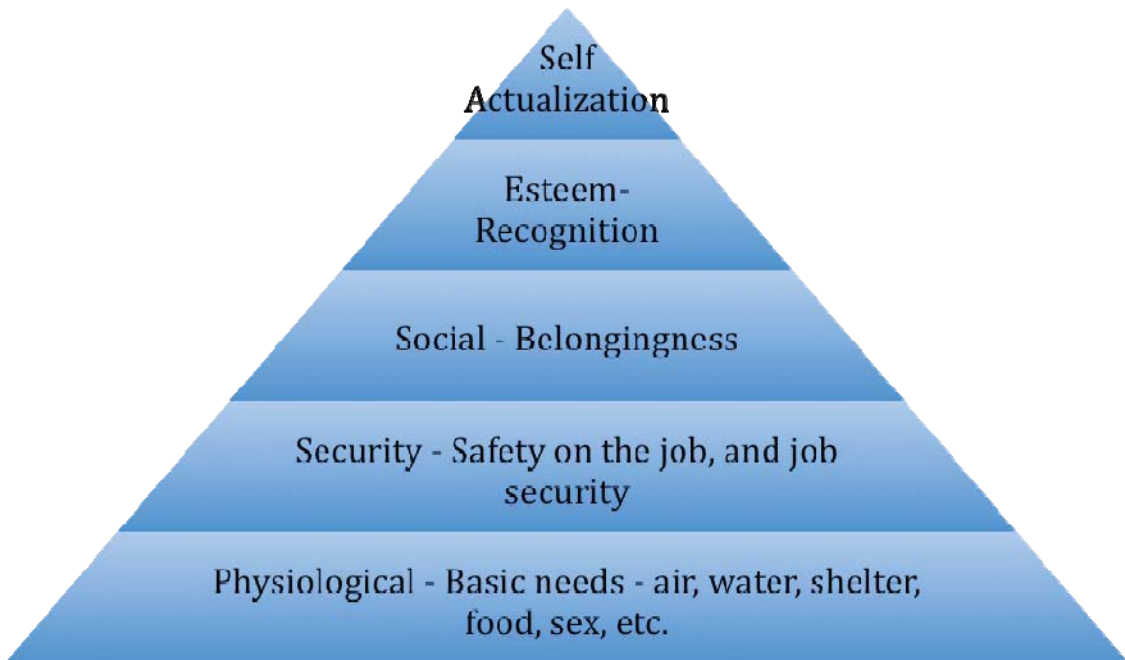 Self
Actualization
Esteem-
Recognition
Social - Belongingness
Security - Safety on the job, and job
security
Physiological - Basic needs - air, water, shelter,
food, sex, etc.